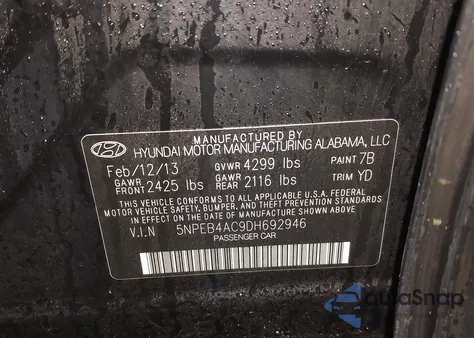 MANUFACTURED BY
HYUNDAI MOTOR MANUFACTURING ALABAMA, LLC
Feb/12/13 GVWR 4299 lbs PAINT 7B
GAWR FRONT 2425 lbs GAWR REAR 2116 lbs TRIM YD
THIS VEHICLE CONFORMS TO ALL APPLICABLE U.S.A. FEDERAL
MOTOR VEHICLE SAFETY, BUMPER, AND THEFT PREVENTION STANDARDS
IN EFFECT ON THE DATE OF MANUFACTURE SHOWN ABOVE.
V.I.N 5NPEB4AC9DH692946
PASSENGER CAR
AutaSnap